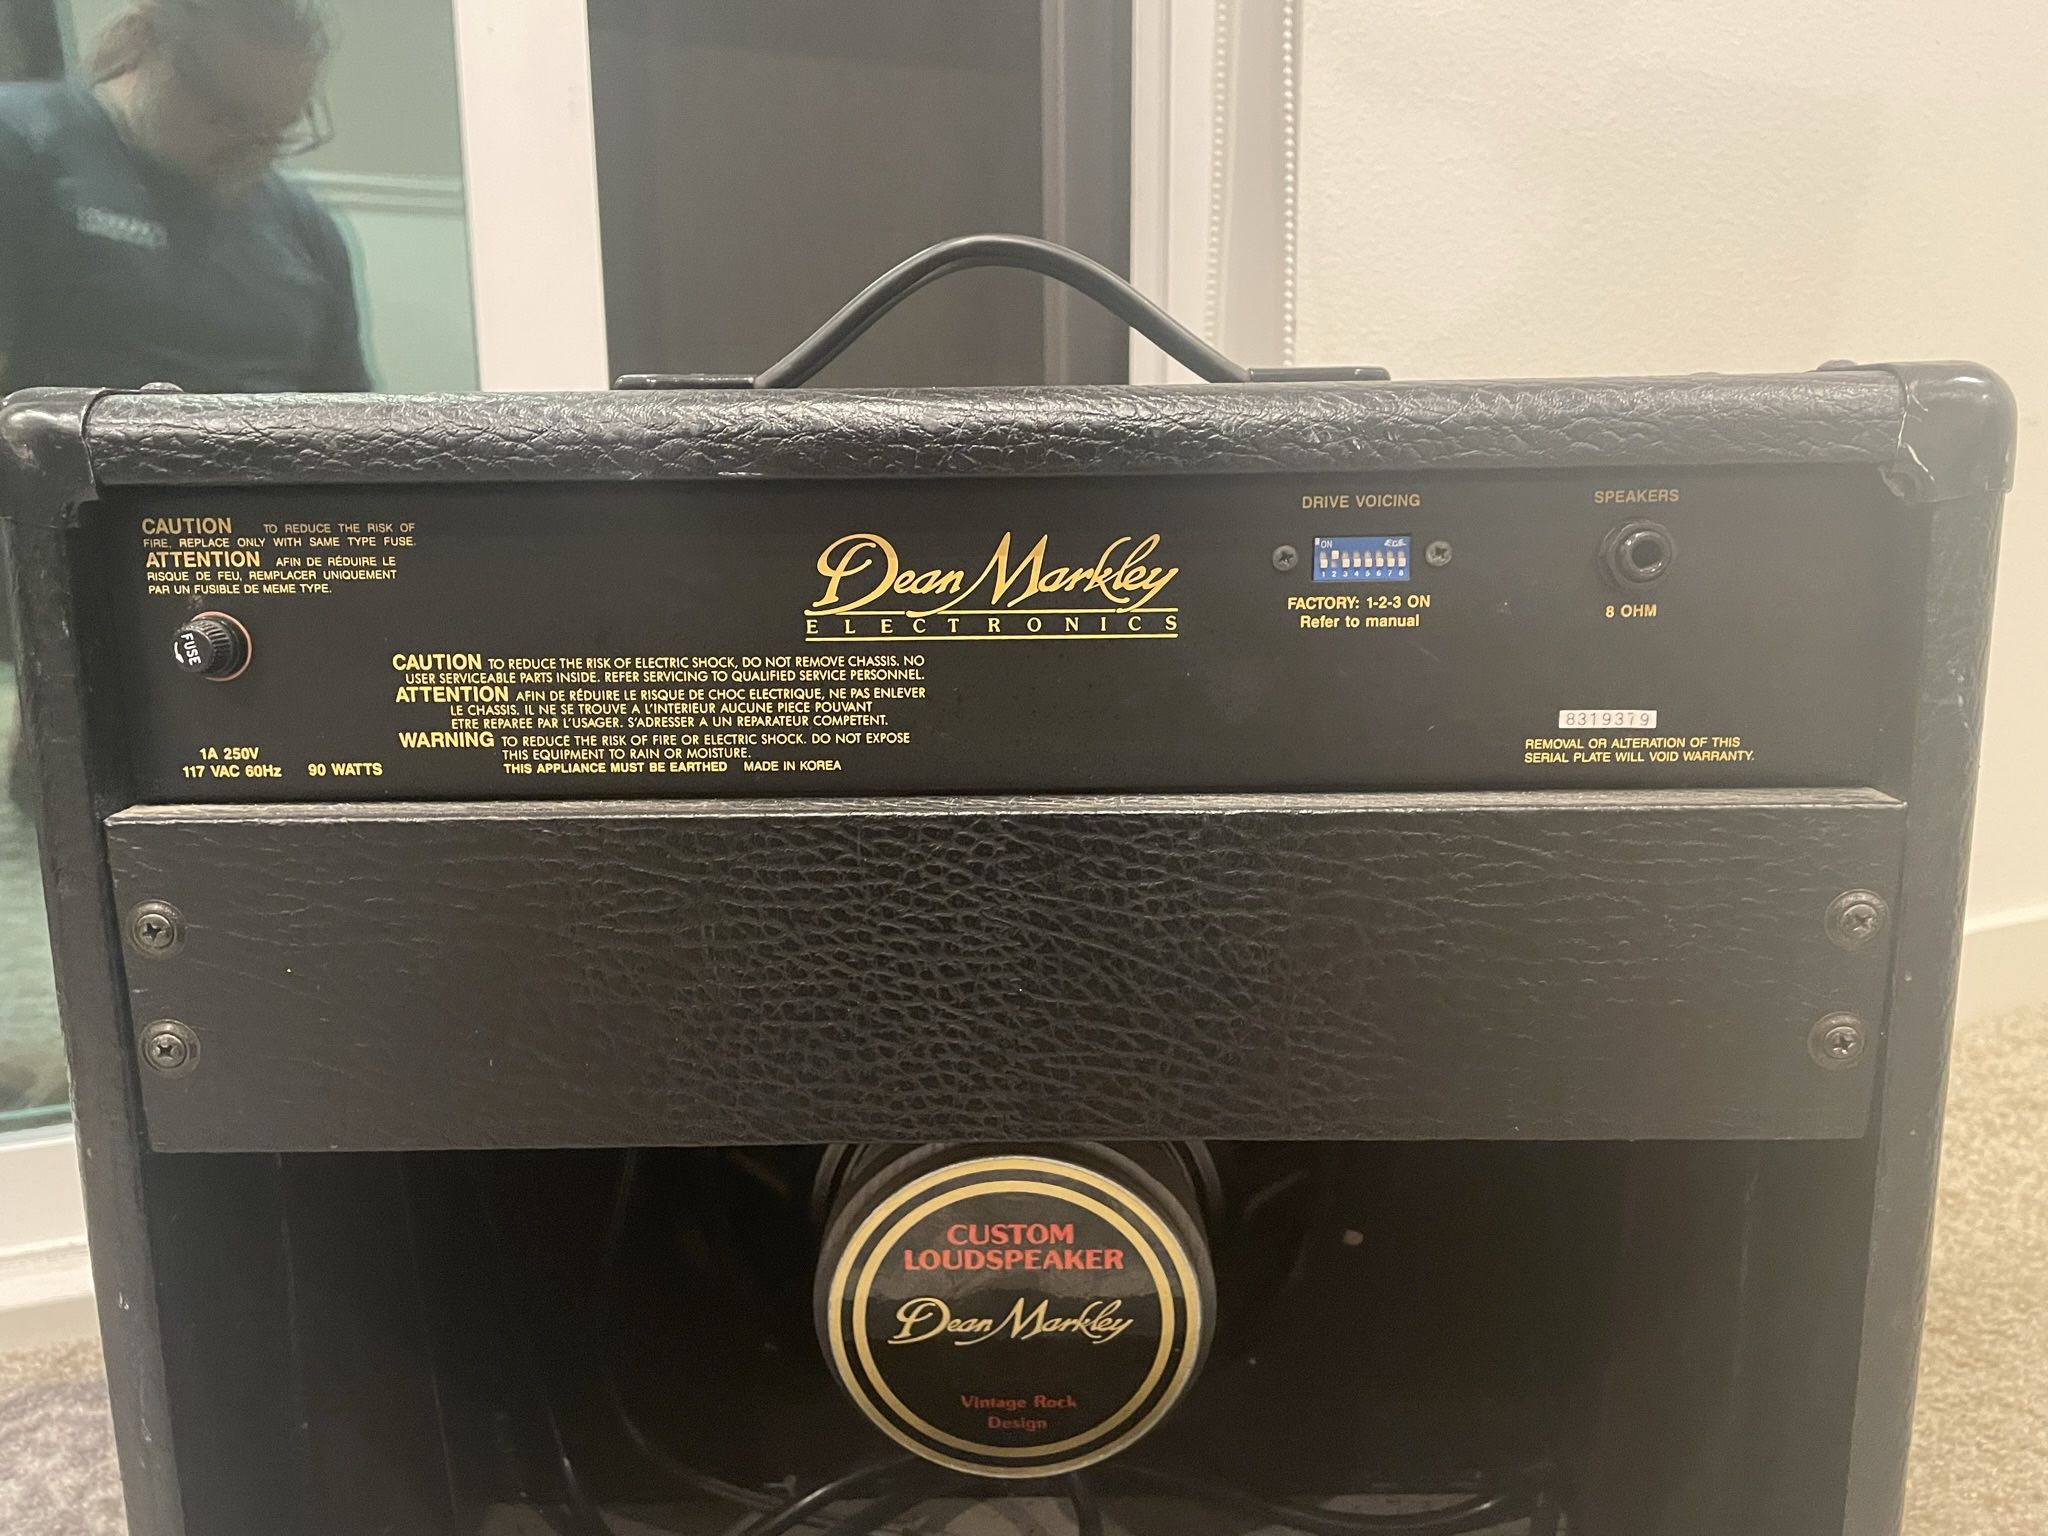 CAUTION TO REDUCE THE RISK OF
FIRE, REPLACE ONLY WITH SAME TYPE FUSE.
ATTENTION AFIN DE RÉDUIRE LE
RISQUE DE FEU, REMPLACER UNIQUEMENT
PAR UN FUSIBLE DE MEME TYPE.
FUSE
1A 250V
117 VAC 60Hz 90 WATTS
Dean Markley
ELECTRONICS
CAUTION TO REDUCE THE RISK OF ELECTRIC SHOCK, DO NOT REMOVE CHASSIS. NO
USER SERVICEABLE PARTS INSIDE. REFER SERVICING TO QUALIFIED SERVICE PERSONNEL.
ATTENTION AFIN DE RÉDUIRE LE RISQUE DE CHOC ELECTRIQUE, NE PAS ENLEVER
LE CHASSIS. IL NE SE TROUVE A L'INTERIEUR AUCUNE PIECE POUVANT
ETRE REPAREE PAR L'USAGER. S'ADRESSER A UN REPARATEUR COMPETENT.
WARNING TO REDUCE THE RISK OF FIRE OR ELECTRIC SHOCK. DO NOT EXPOSE
THIS EQUIPMENT TO RAIN OR MOISTURE.
THIS APPLIANCE MUST BE EARTHED MADE IN KOREA
DRIVE VOICING
ON ECE
1 2 3 4 5 6 7 8
FACTORY: 1-2-3 ON
Refer to manual
SPEAKERS
8 OHM
8319379
REMOVAL OR ALTERATION OF THIS
SERIAL PLATE WILL VOID WARRANTY.
CUSTOM
LOUDSPEAKER
Dean Markley
Vintage Rock
Design